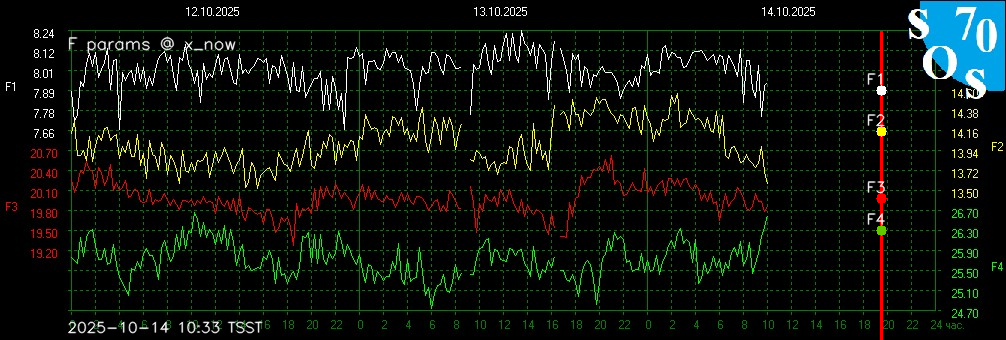 12.10.2025 13.10.2025 14.10.2025
S 70
O S
F params @ x_now
8.24
8.12
8.01
7.89
7.78
7.66
F1
20.70
20.40
20.10
19.80
19.50
19.20
F3
F1
F2
F3
F4
14.38
14.16
13.94
13.72
13.50
F2
26.70
26.30
25.90
25.50
25.10
24.70
F4
2025-10-14 10:33 TSST
16 18 20 22 0 2 4 6 8 10 12 14 16 18 20 22 0 2 4 6 8 10 12 14 16 18 20 22 24 час.